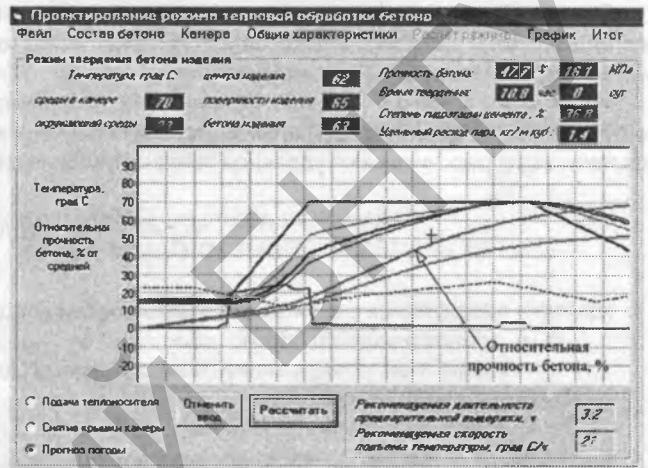 Проектирование режима тепловой обработки бетона
Файл Состав бетона Камера Общие характеристики График Итог
Режим твердения бетона изделия
Температура, град С: центра изделия 62 Прочность бетона: % МПа
среды в камере 70 поверхности изделия 65 Время твердения: 10,8 час 0 сут
окружающей среды бетона изделия 63 Степень гидратации цемента, % 36,8
Удельный расход пара, кг/м куб: 1,4
Температура, град С
Относительная прочность бетона, % от средней
90
80
70
60
50
40
30
20
10
0
-10
-20
Относительная
прочность бетона, %
Подача теплоносителя
Снятие крышки камеры
Прогноз погоды
Отменить ввод
Рассчитать
Рекомендуемая длительность предварительной выдержки, ч 3,2
Рекомендуемая скорость подъема температуры, град С/ч
БНТУ